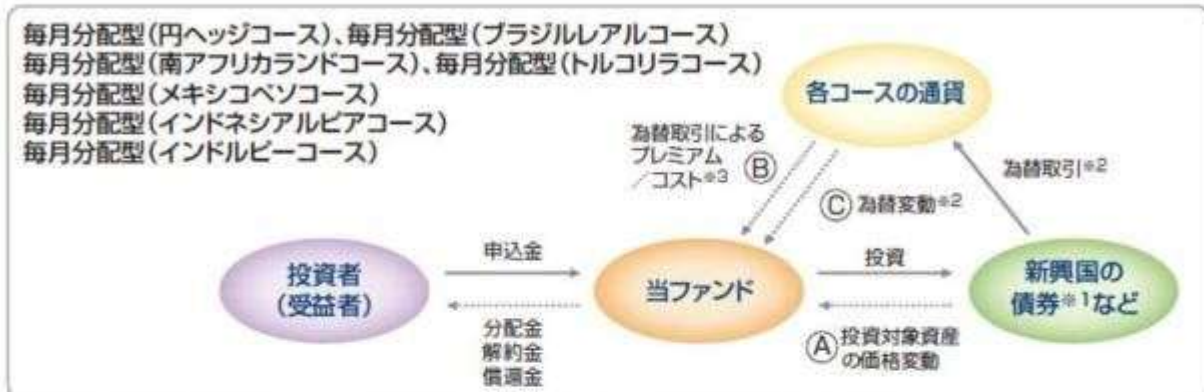 毎月分配型(円ヘッジコース)、毎月分配型(ブラジルレアルコース)
毎月分配型(南アフリカランドコース)、毎月分配型(トルコリラコース)
毎月分配型(メキシコペソコース)
毎月分配型(インドネシアルピアコース)
毎月分配型(インドルピーコース)
各コースの通貨
為替取引による
プレミアム
/コスト※3
Ⓑ
Ⓒ為替変動※2
為替取引※2
投資者
(受益者)
申込金
分配金
解約金
償還金
当ファンド
投資
Ⓐ投資対象資産
の価格変動
新興国の
債券※1など